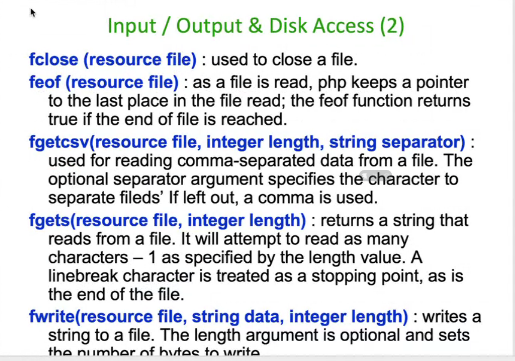 Input / Output & Disk Access (2)
fclose (resource file) : used to close a file.
feof (resource file) : as a file is read, php keeps a pointer
to the last place in the file read; the feof function returns
true if the end of file is reached.
fgetcsv(resource file, integer length, string separator) :
used for reading comma-separated data from a file. The
optional separator argument specifies the character to
separate fileds' If left out, a comma is used.
fgets(resource file, integer length) : returns a string that
reads from a file. It will attempt to read as many
characters – 1 as specified by the length value. A
linebreak character is treated as a stopping point, as is
the end of the file.
fwrite(resource file, string data, integer length) : writes a
string to a file. The length argument is optional and sets
the number of bytes to write